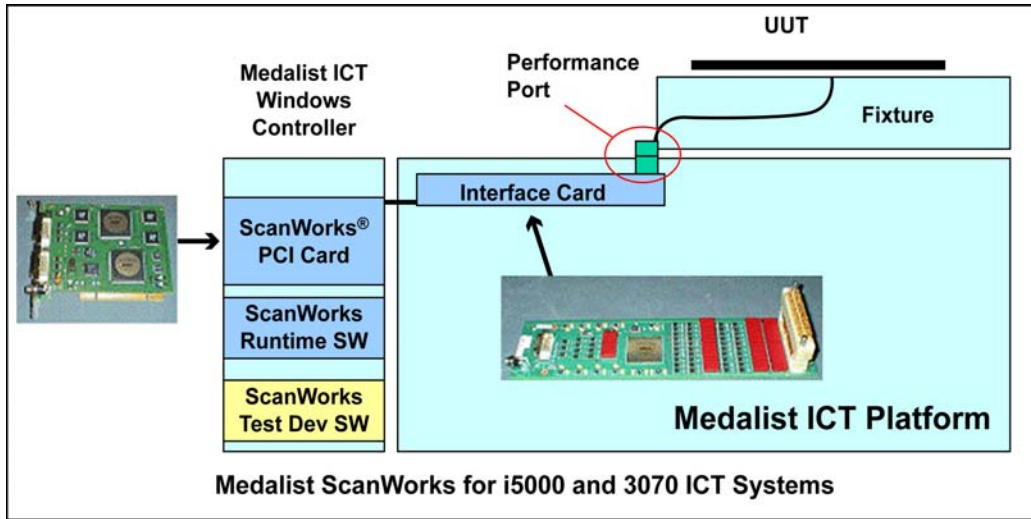 UUT
Performance
Port
Medalist ICT
Windows
Controller
Fixture
Interface Card
ScanWorks®
PCI Card
ScanWorks
Runtime SW
ScanWorks
Test Dev SW
Medalist ICT Platform
Medalist ScanWorks for i5000 and 3070 ICT Systems